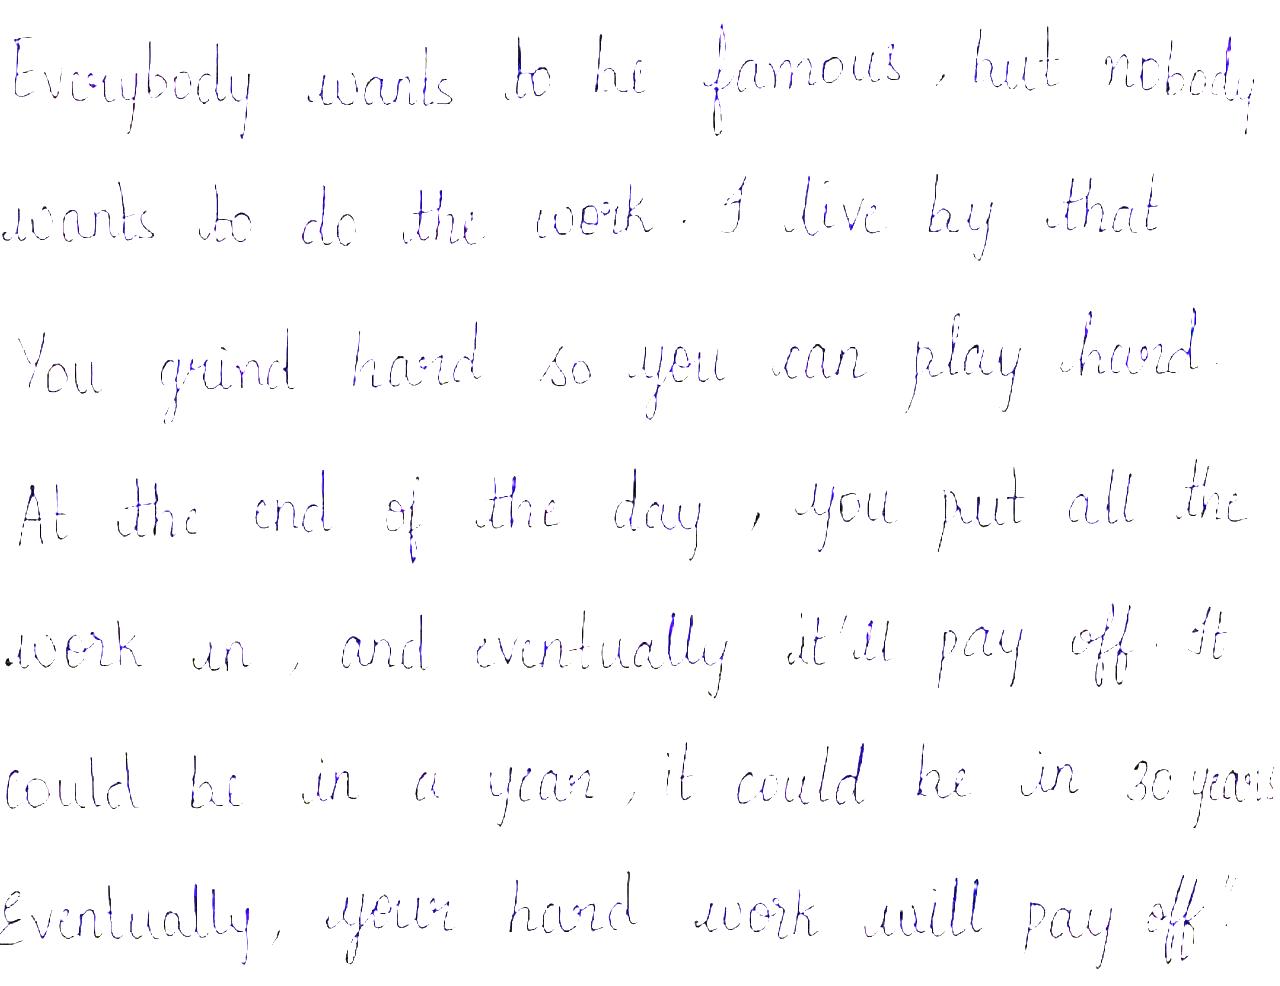 Everybody wants to be famous, but nobody
wants to do the work. I live by that
You grind hard so you can play hard.
At the end of the day, you put all the
work in, and eventually it'll pay off. It
could be in a year, it could be in 30 years
Eventually, your hard work will pay off".